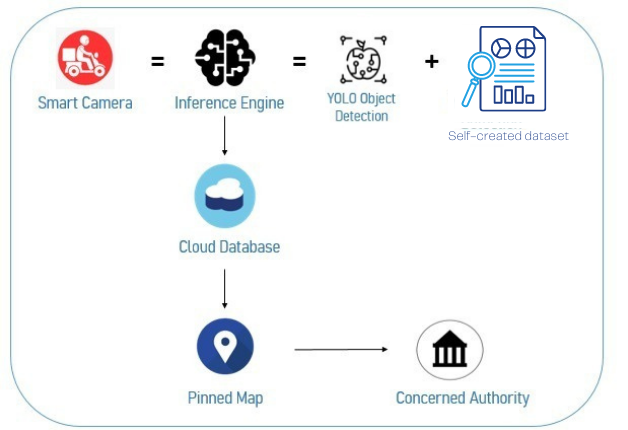 = = +
Smart Camera
Inference Engine
YOLO Object
Detection
Self-created dataset
Cloud Database
Pinned Map
Concerned Authority